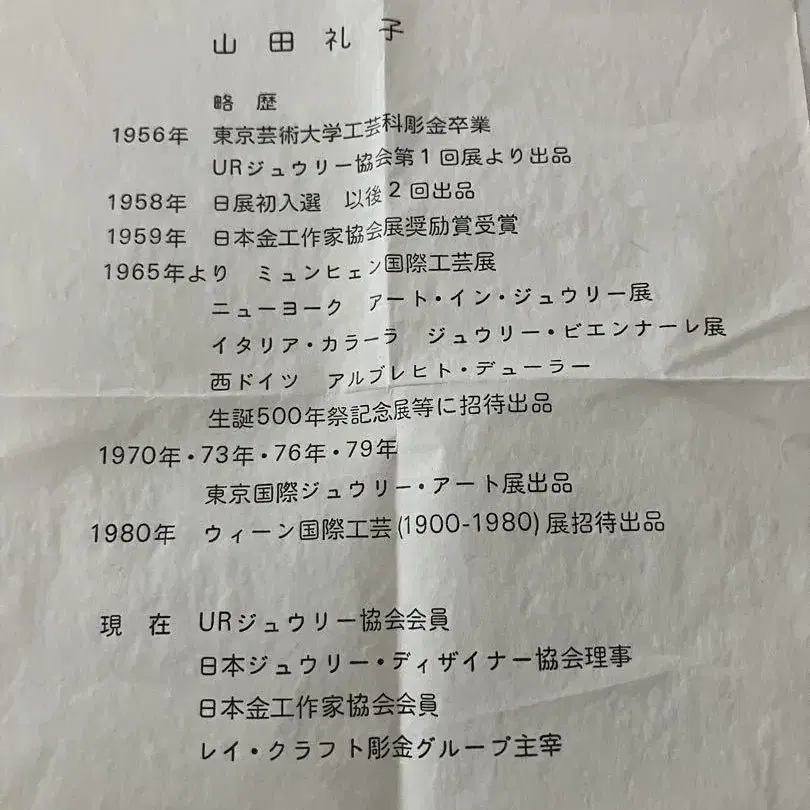 山田礼子
略歴
1956年 東京芸術大学工芸科彫金卒業
URジュウリー協会第1回展より出品
1958年 日展初入選 以後2回出品
1959年 日本金工作家協会展奨励賞受賞
1965年より ミュンヒェン国際工芸展
ニューヨーク アート・イン・ジュウリー展
イタリア・カラーラ ジュウリー・ビエンナーレ展
西ドイツ アルブレヒト・デューラー
生誕500年祭記念展等に招待出品
1970年・73年・76年・79年
東京国際ジュウリー・アート展出品
1980年 ウィーン国際工芸(1900-1980)展招待出品
現在 URジュウリー協会会員
日本ジュウリー・ディザイナー協会理事
日本金工作家協会会員
レイ・クラフト彫金グループ主宰